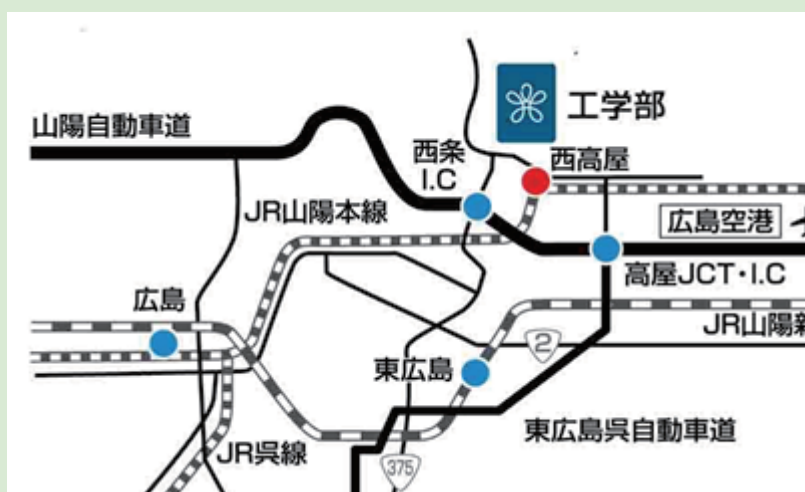 工学部
山陽自動車道
西条
I.C
西高屋
JR山陽本線
広島空港
高屋JCT・I.C
広島
JR山陽新
2
東広島
東広島呉自動車道
JR呉線
375